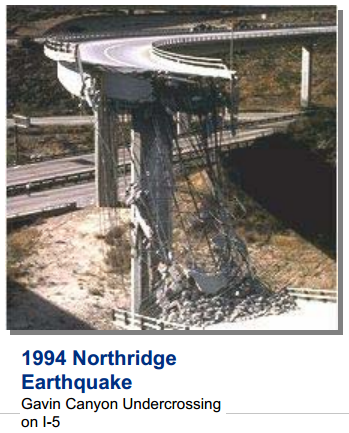 1994 Northridge
Earthquake
Gavin Canyon Undercrossing
on I-5